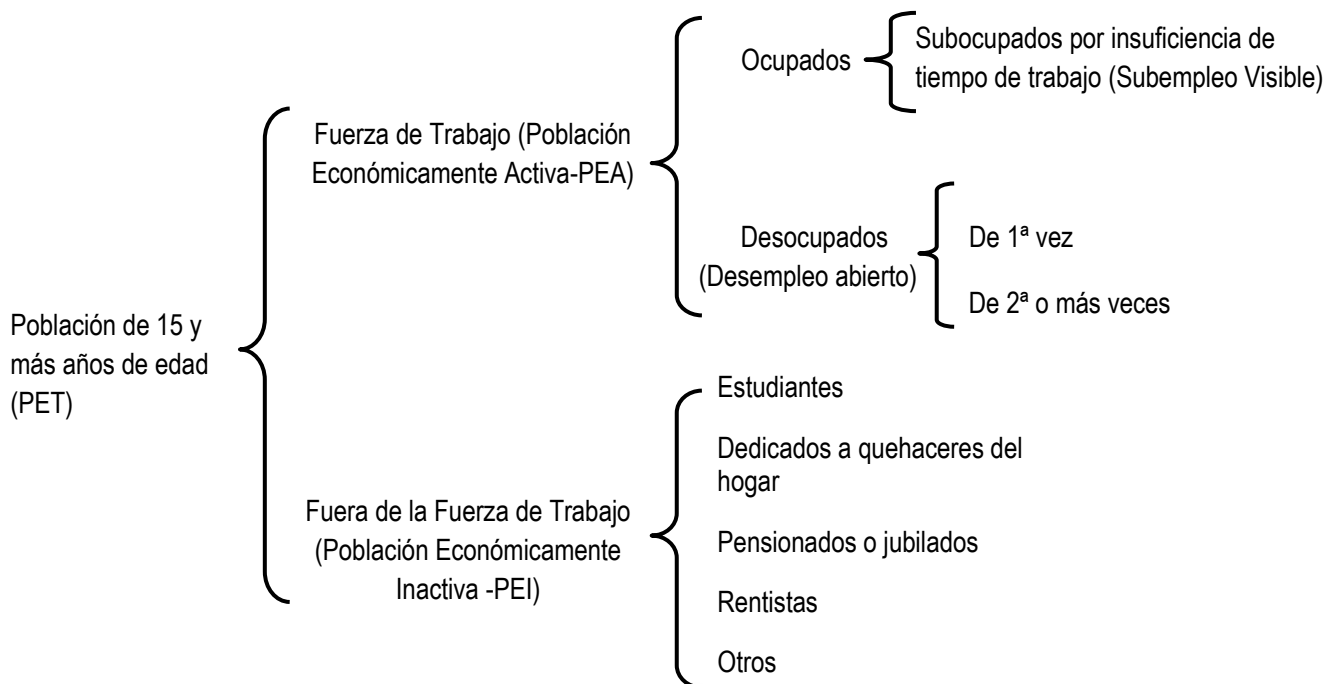 Población de 15 y
más años de edad
(PET)
Fuerza de Trabajo (Población
Económicamente Activa-PEA)
Ocupados
Subocupados por insuficiencia de
tiempo de trabajo (Subempleo Visible)
Desocupados
(Desempleo abierto)
De 1ª vez
De 2ª o más veces
Fuera de la Fuerza de Trabajo
(Población Económicamente
Inactiva -PEI)
Estudiantes
Dedicados a quehaceres del
hogar
Pensionados o jubilados
Rentistas
Otros